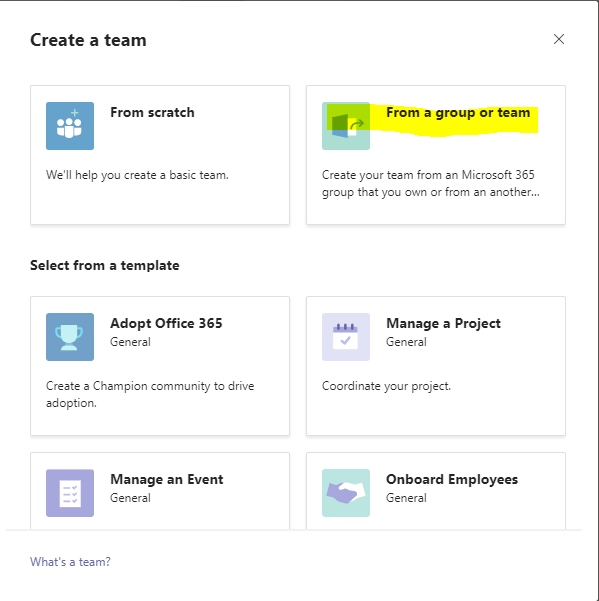 Create a team
From scratch
We'll help you create a basic team.
From a group or team
Create your team from an Microsoft 365
group that you own or from an another...
Select from a template
Adopt Office 365
General
Create a Champion community to drive
adoption.
Manage a Project
General
Coordinate your project.
Manage an Event
General
Onboard Employees
General
What's a team?